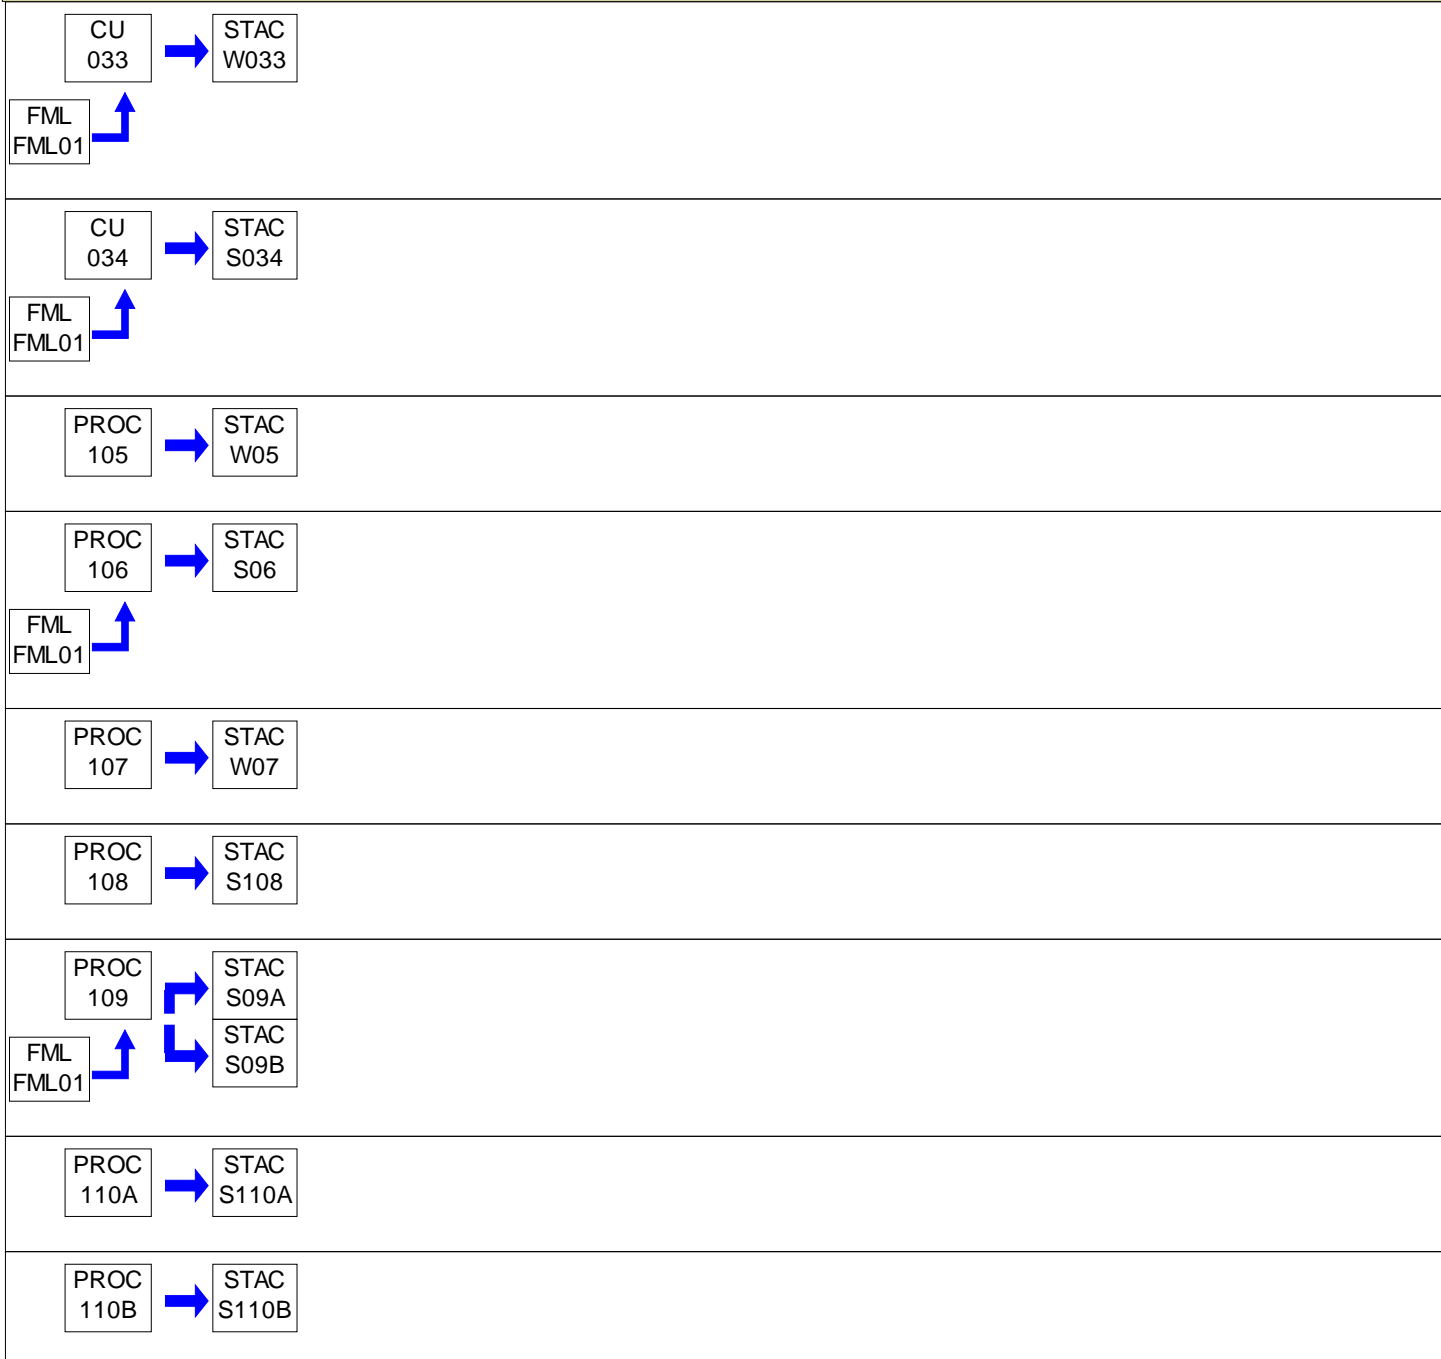 CU
033
STAC
W033
FML
FML01
CU
034
STAC
S034
FML
FML01
PROC
105
STAC
W05
PROC
106
STAC
S06
FML
FML01
PROC
107
STAC
W07
PROC
108
STAC
S108
PROC
109
STAC
S09A
STAC
S09B
FML
FML01
PROC
110A
STAC
S110A
PROC
110B
STAC
S110B